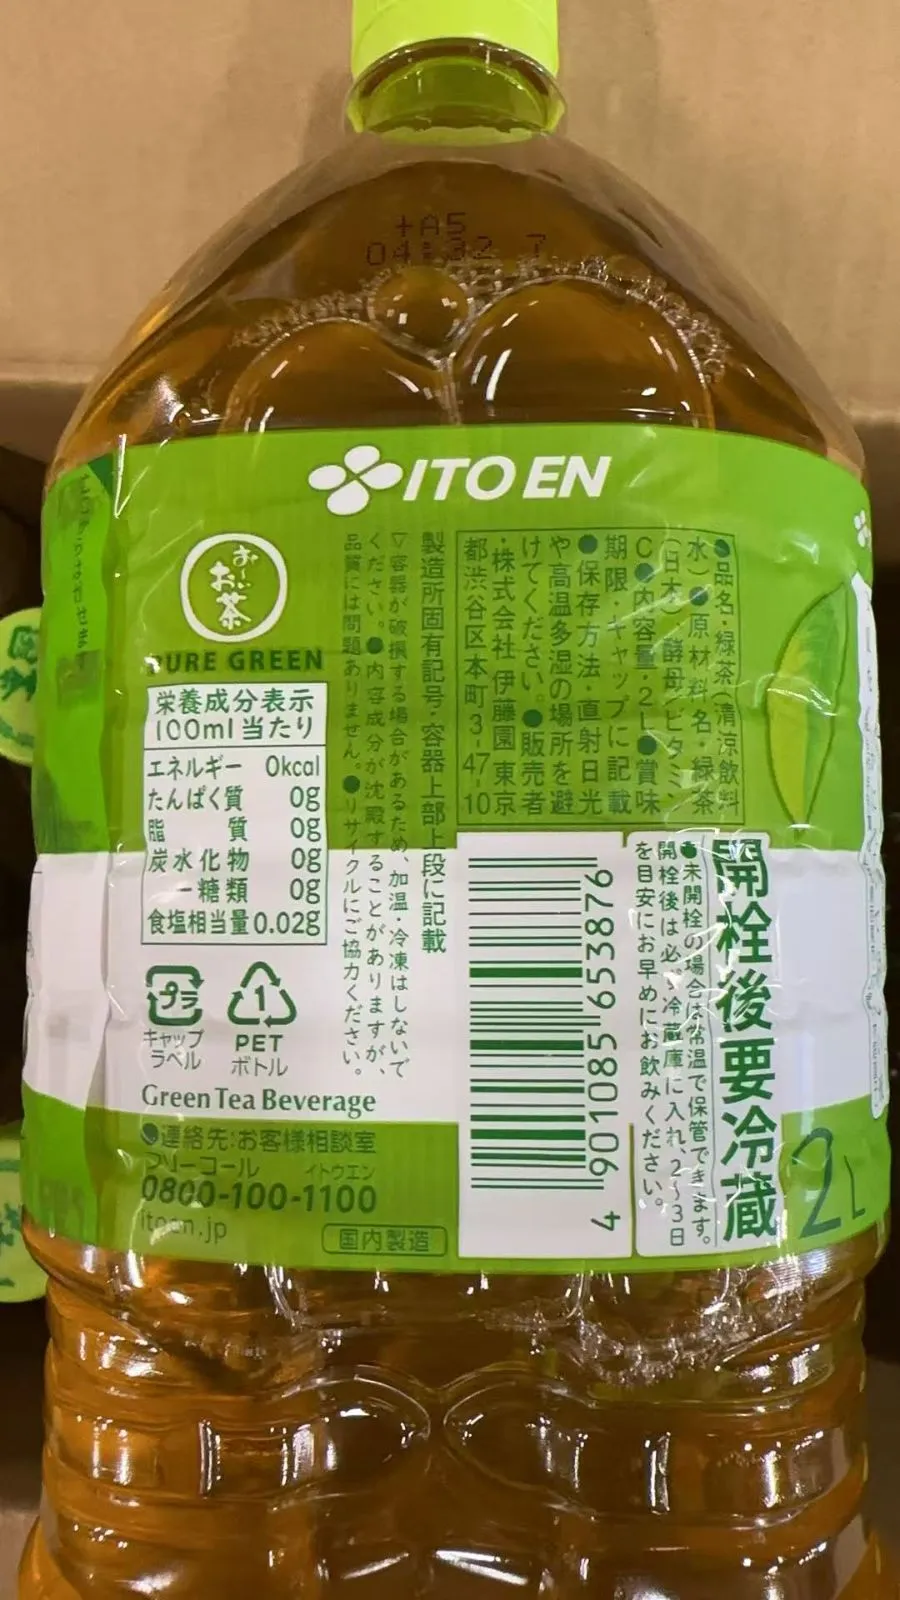 +A5
04:32 7
ITO EN
●品名・緑茶(清涼飲料
水)●原材料名・緑茶
(日本)、酵母/ビタミン
C●内容量・2L●賞味
期限・キャップに記載
●保存方法・直射日光
や高温多湿の場所を避
けてください。●販売者
・株式会社 伊藤園 東京
都渋谷区本町3-47-10
製造所固有記号・容器上部上段に記載
▽容器が破損する場合があるため、加温・冷凍はしないで
ください。●内容成分が沈殿することがありますが、
品質には問題ありません。●リサイクルにご協力ください。
お〜いお茶
PURE GREEN
栄養成分表示
100ml当たり
エネルギー 0kcal
たんぱく質 0g
脂質 0g
炭水化物 0g
ー糖類 0g
食塩相当量 0.02g
プラ
キャップ
ラベル
1
PET
ボトル
Green Tea Beverage
●連絡先:お客様相談室
フリーコール イトウエン
0800-100-1100
itoen.jp
国内製造
4 901085 653876
開栓後要冷蔵
●未開栓の場合は常温で保管できます。
開栓後は必ず冷蔵庫に入れ、2〜3日
を目安にお早めにお飲みください。
2L